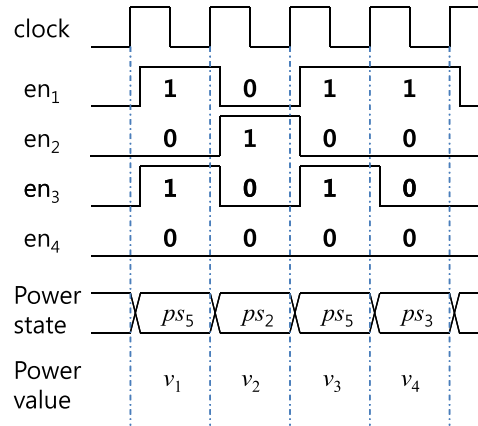 clock
en₁ 1 0 1 1
en₂ 0 1 0 0
en₃ 1 0 1 0
en₄ 0 0 0 0
Power
state
ps₅ ps₂ ps₅ ps₃
Power
value
v₁ v₂ v₃ v₄